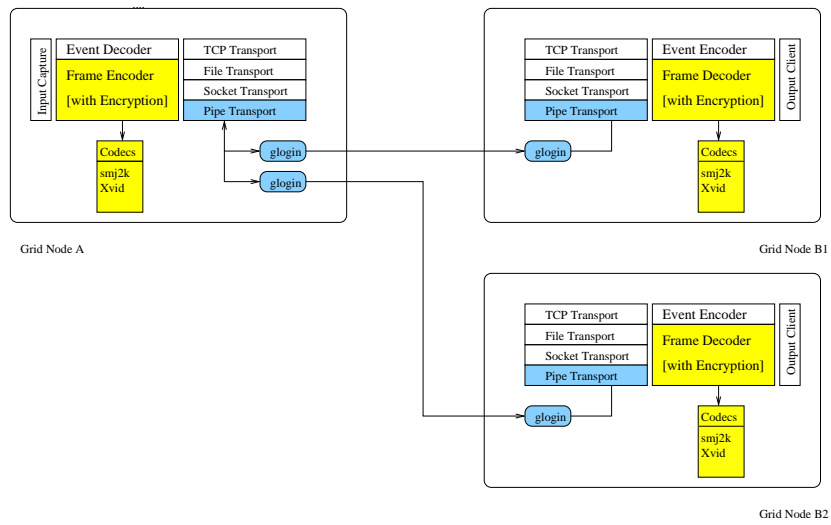 Input Capture
Event Decoder
Frame Encoder
[with Encryption]
Codecs
smj2k
Xvid
TCP Transport
File Transport
Socket Transport
Pipe Transport
glogin
glogin
Grid Node A
TCP Transport
File Transport
Socket Transport
Pipe Transport
glogin
Event Encoder
Frame Decoder
[with Encryption]
Codecs
smj2k
Xvid
Output Client
Grid Node B1
TCP Transport
File Transport
Socket Transport
Pipe Transport
glogin
Event Encoder
Frame Decoder
[with Encryption]
Codecs
smj2k
Xvid
Output Client
Grid Node B2